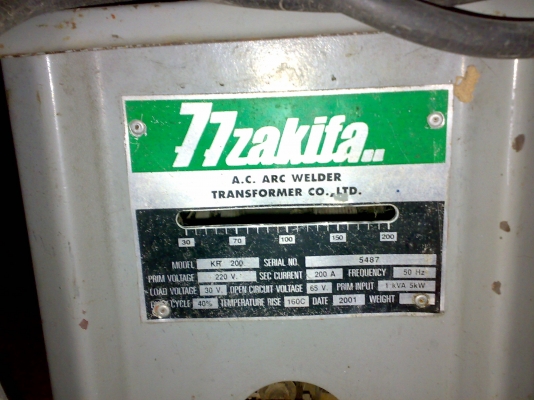 77zakifa..
A.C. ARC WELDER
TRANSFORMER CO., LTD.
30 70 100 150 200
MODEL KR 200 SERIAL NO. 5487
PRIM VOLTAGE 220 V. SEC CURRENT 200 A FREQUENCY 50 Hz
LOAD VOLTAGE 30 V. OPEN CIRCUIT VOLTAGE 65 V. PRIM-INPUT 1 kVA 5kW
CYCLE 40% TEMPERATURE RISE 160C DATE 2001 WEIGHT